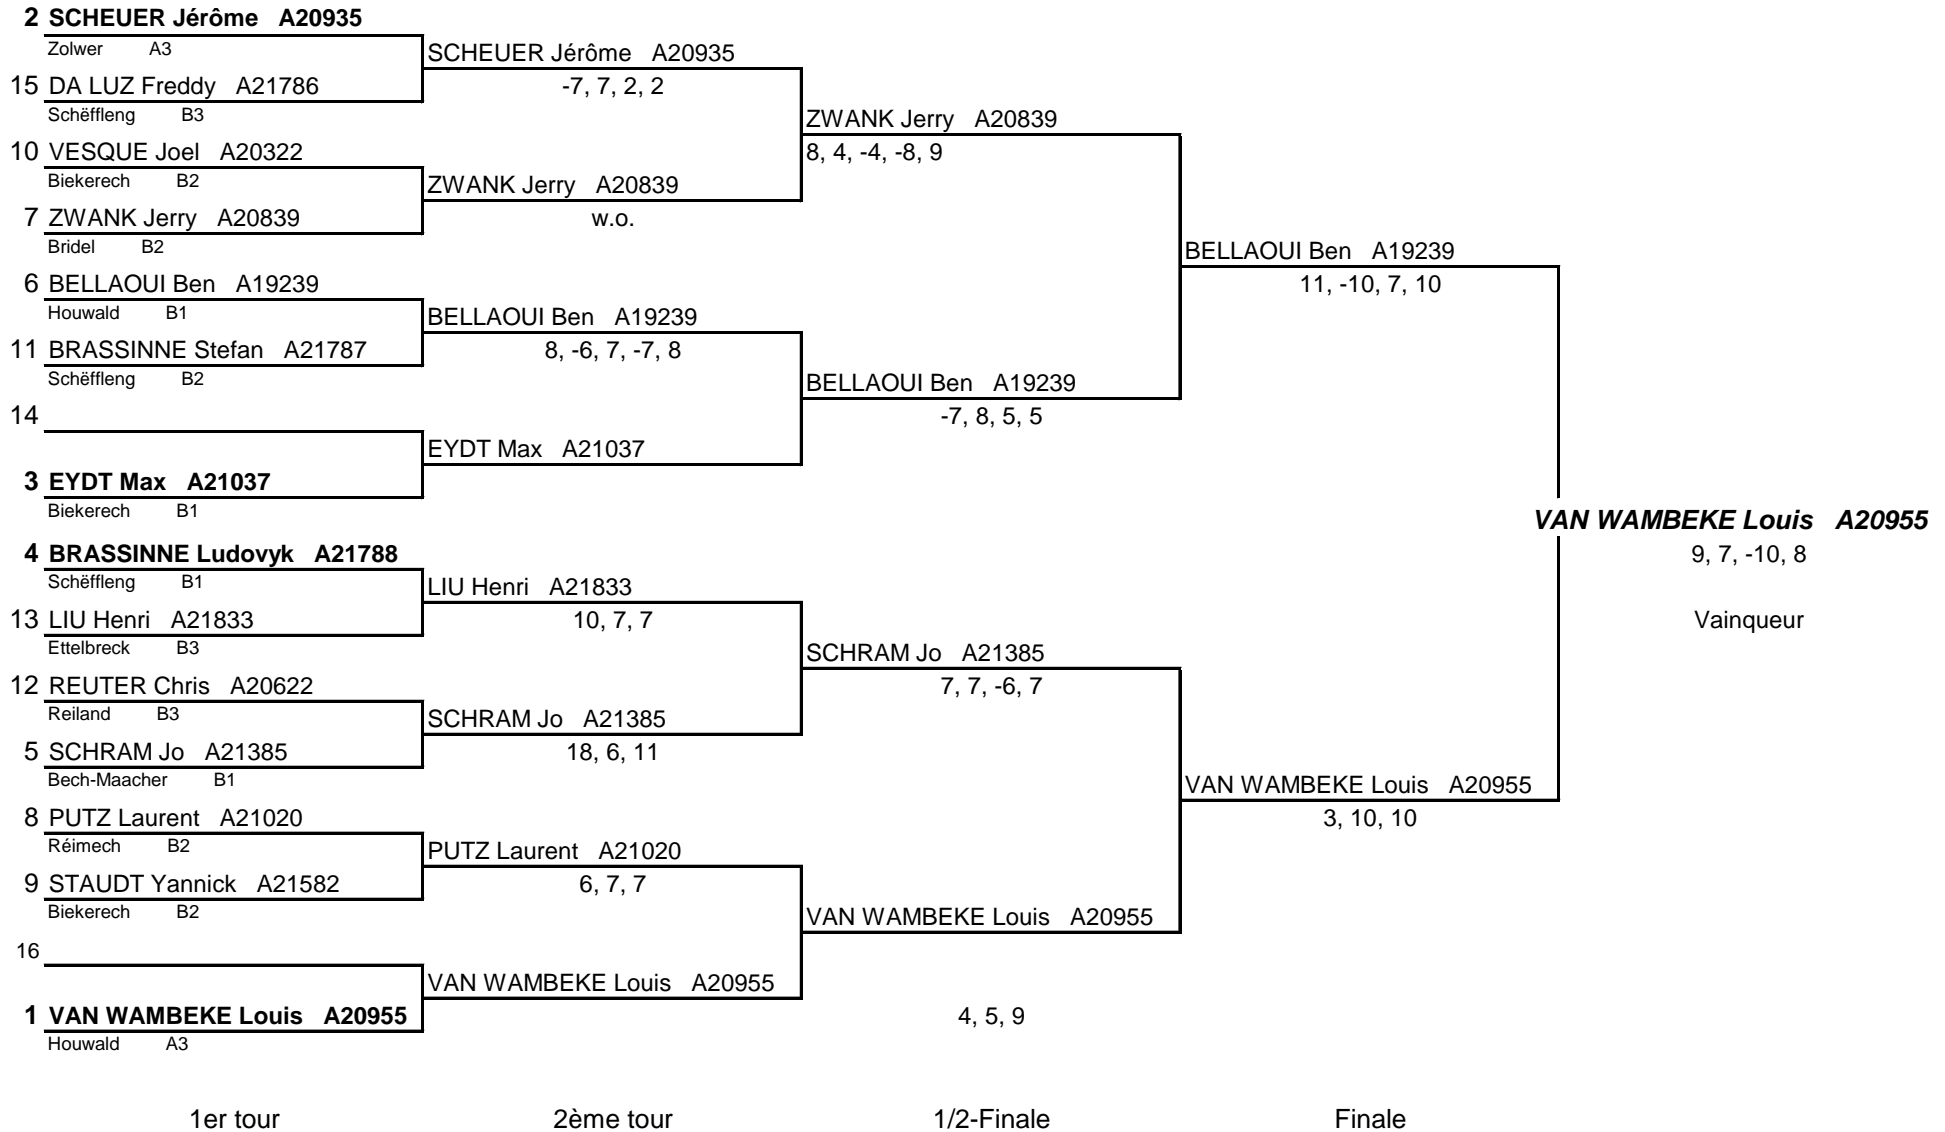 2 SCHEUER Jérôme A20935
Zolwer A3
SCHEUER Jérôme A20935
15 DA LUZ Freddy A21786
-7, 7, 2, 2
Schëffleng B3
ZWANK Jerry A20839
10 VESQUE Joel A20322
8, 4, -4, -8, 9
Biekerech B2
ZWANK Jerry A20839
7 ZWANK Jerry A20839
w.o.
Bridel B2
BELLAOUI Ben A19239
6 BELLAOUI Ben A19239
11, -10, 7, 10
Houwald B1
BELLAOUI Ben A19239
11 BRASSINNE Stefan A21787
8, -6, 7, -7, 8
Schëffleng B2
BELLAOUI Ben A19239
14
-7, 8, 5, 5
EYDT Max A21037
3 EYDT Max A21037
Biekerech B1
VAN WAMBEKE Louis A20955
4 BRASSINNE Ludovyk A21788
9, 7, -10, 8
Schëffleng B1
LIU Henri A21833
13 LIU Henri A21833
10, 7, 7
Vainqueur
Ettelbreck B3
SCHRAM Jo A21385
12 REUTER Chris A20622
7, 7, -6, 7
Reiland B3
SCHRAM Jo A21385
5 SCHRAM Jo A21385
18, 6, 11
Bech-Maacher B1
VAN WAMBEKE Louis A20955
8 PUTZ Laurent A21020
3, 10, 10
Réimech B2
PUTZ Laurent A21020
9 STAUDT Yannick A21582
6, 7, 7
Biekerech B2
VAN WAMBEKE Louis A20955
16
VAN WAMBEKE Louis A20955
1 VAN WAMBEKE Louis A20955
4, 5, 9
Houwald A3
1er tour 2ème tour 1/2-Finale Finale